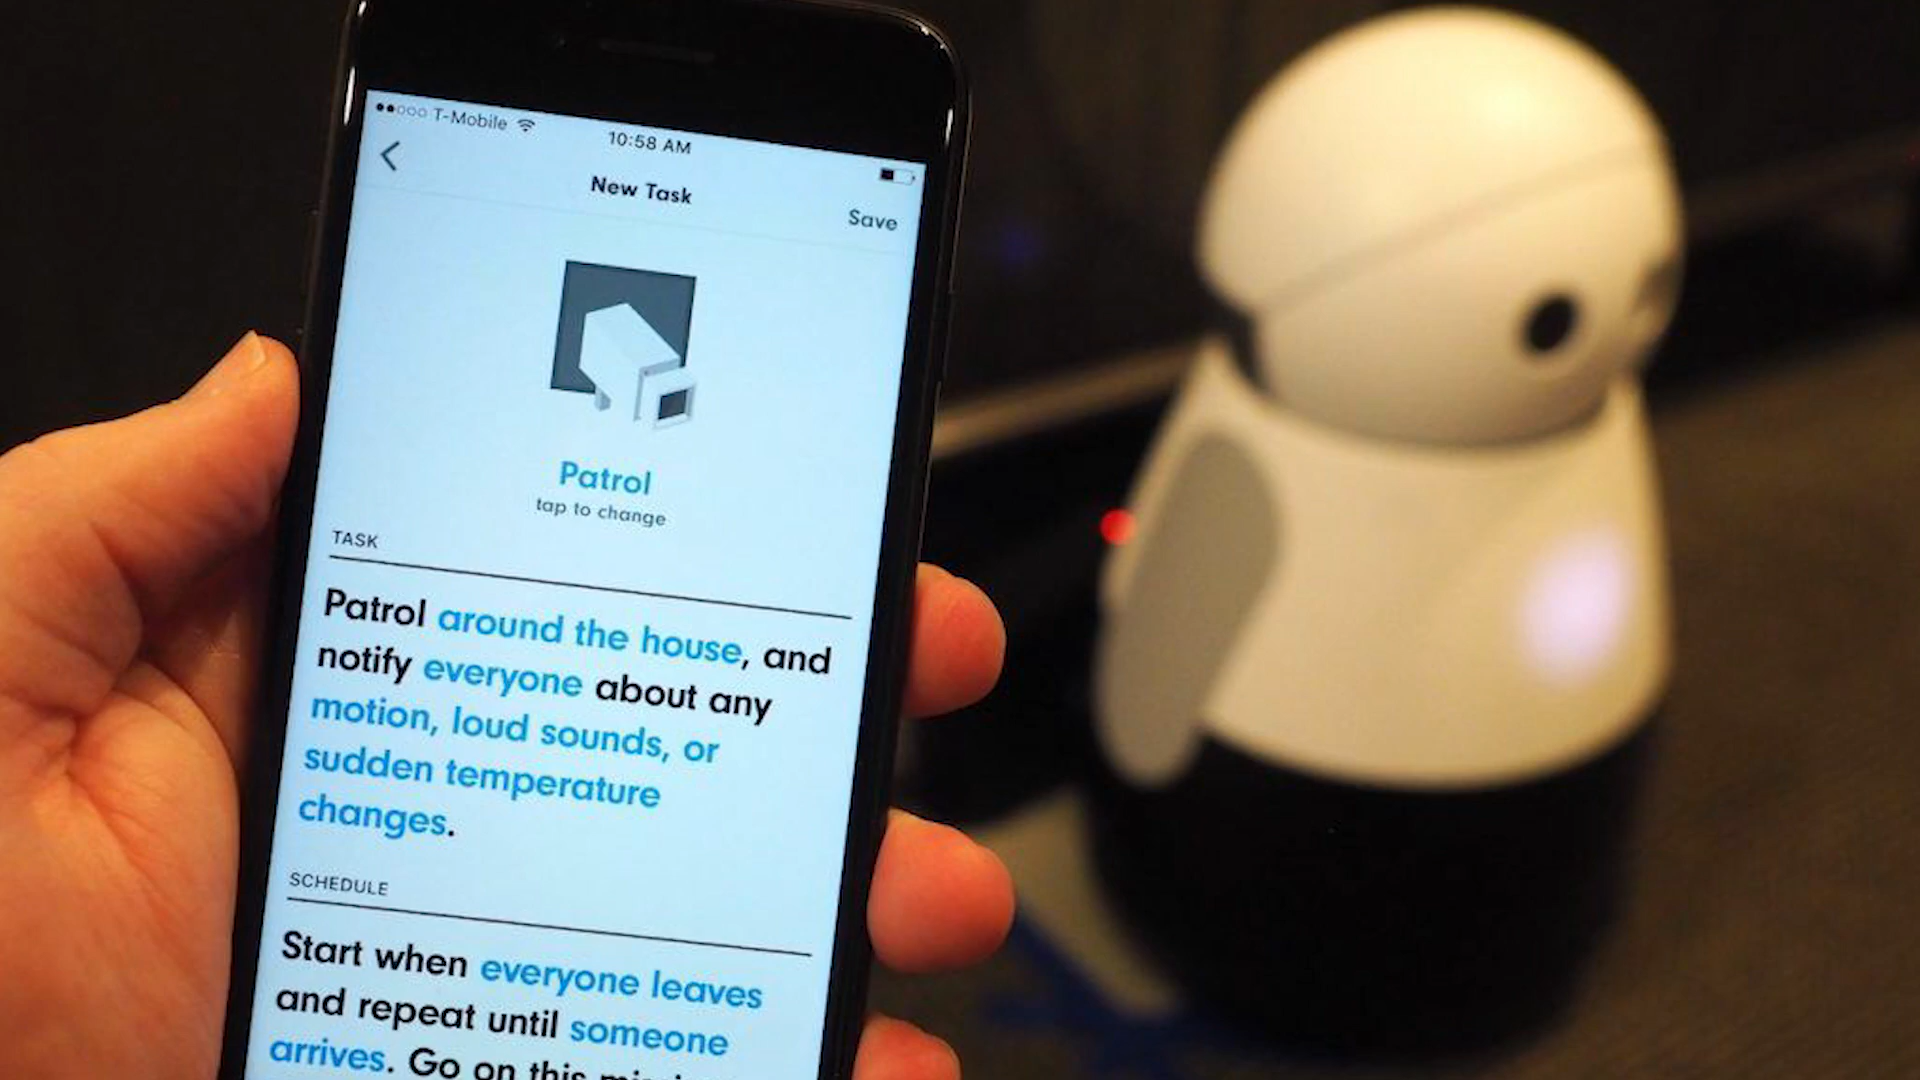 T-Mobile
10:58 AM
New Task
Save
Patrol
tap to change
TASK
Patrol around the house, and
notify everyone about any
motion, loud sounds, or
sudden temperature
changes.
SCHEDULE
Start when everyone leaves
and repeat until someone
arrives. Go on this